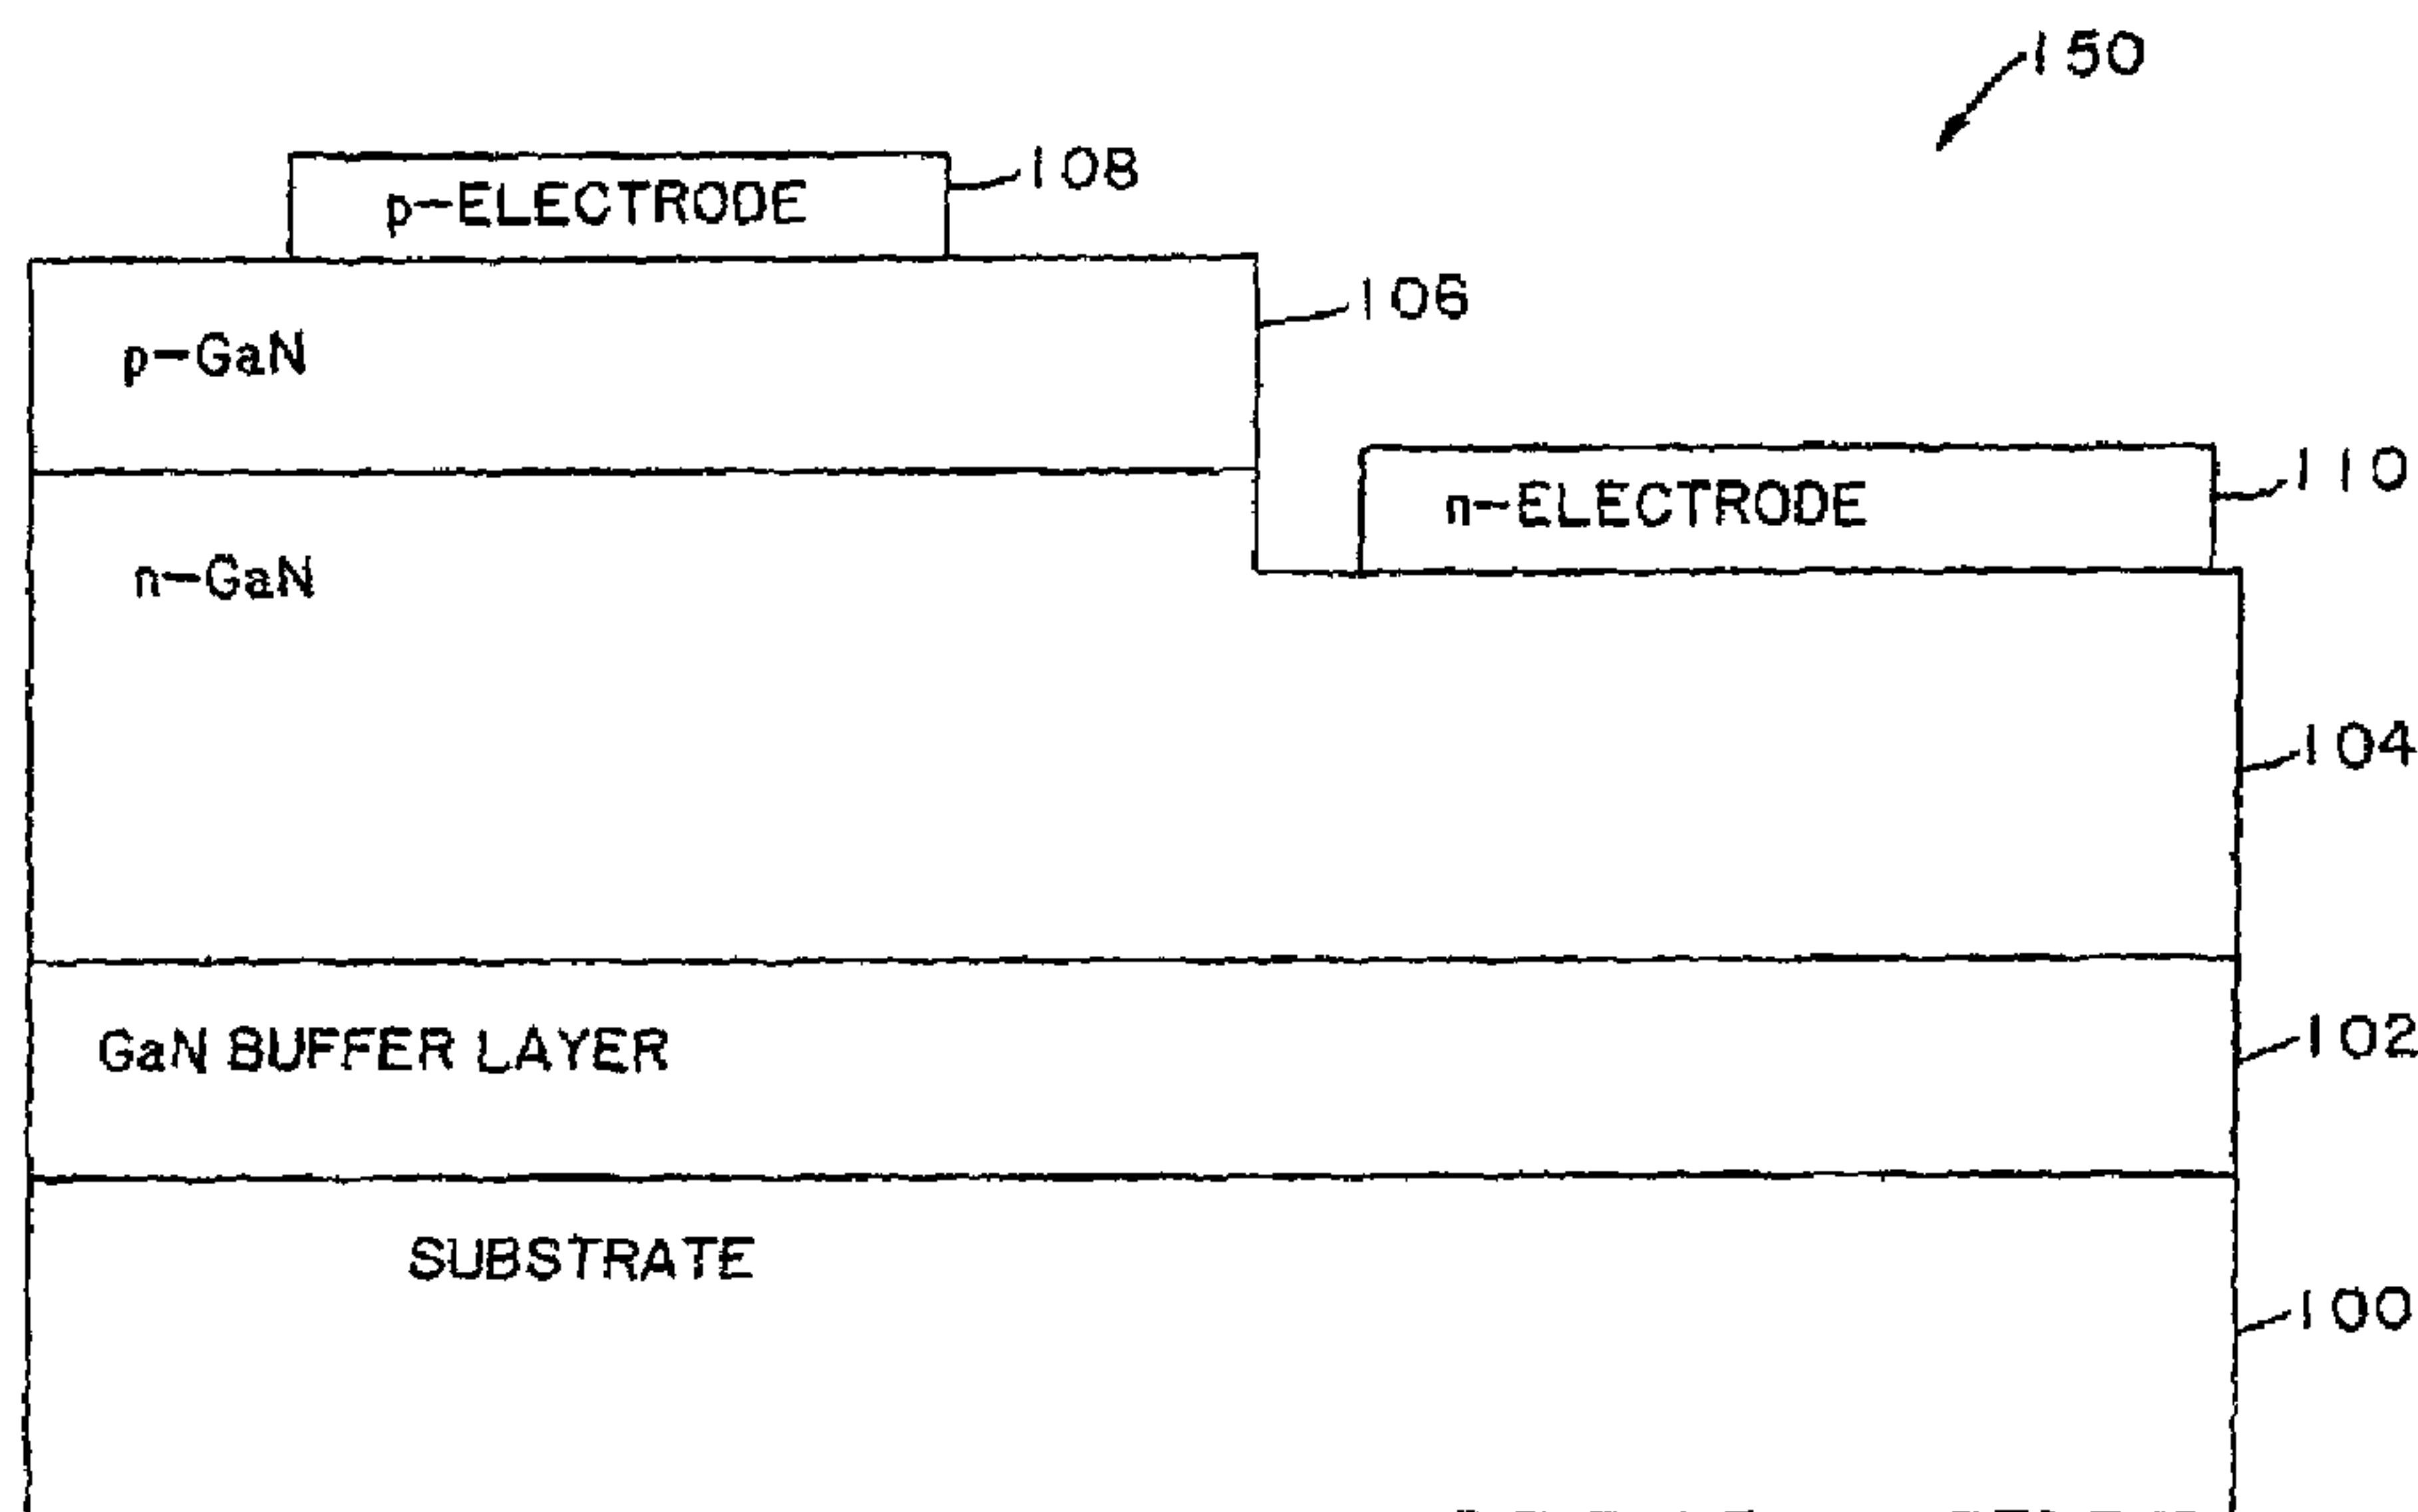 150
p-ELECTRODE
108
106
p-GaN
110
n-ELECTRODE
n-GaN
104
102
GaN BUFFER LAYER
SUBSTRATE
100